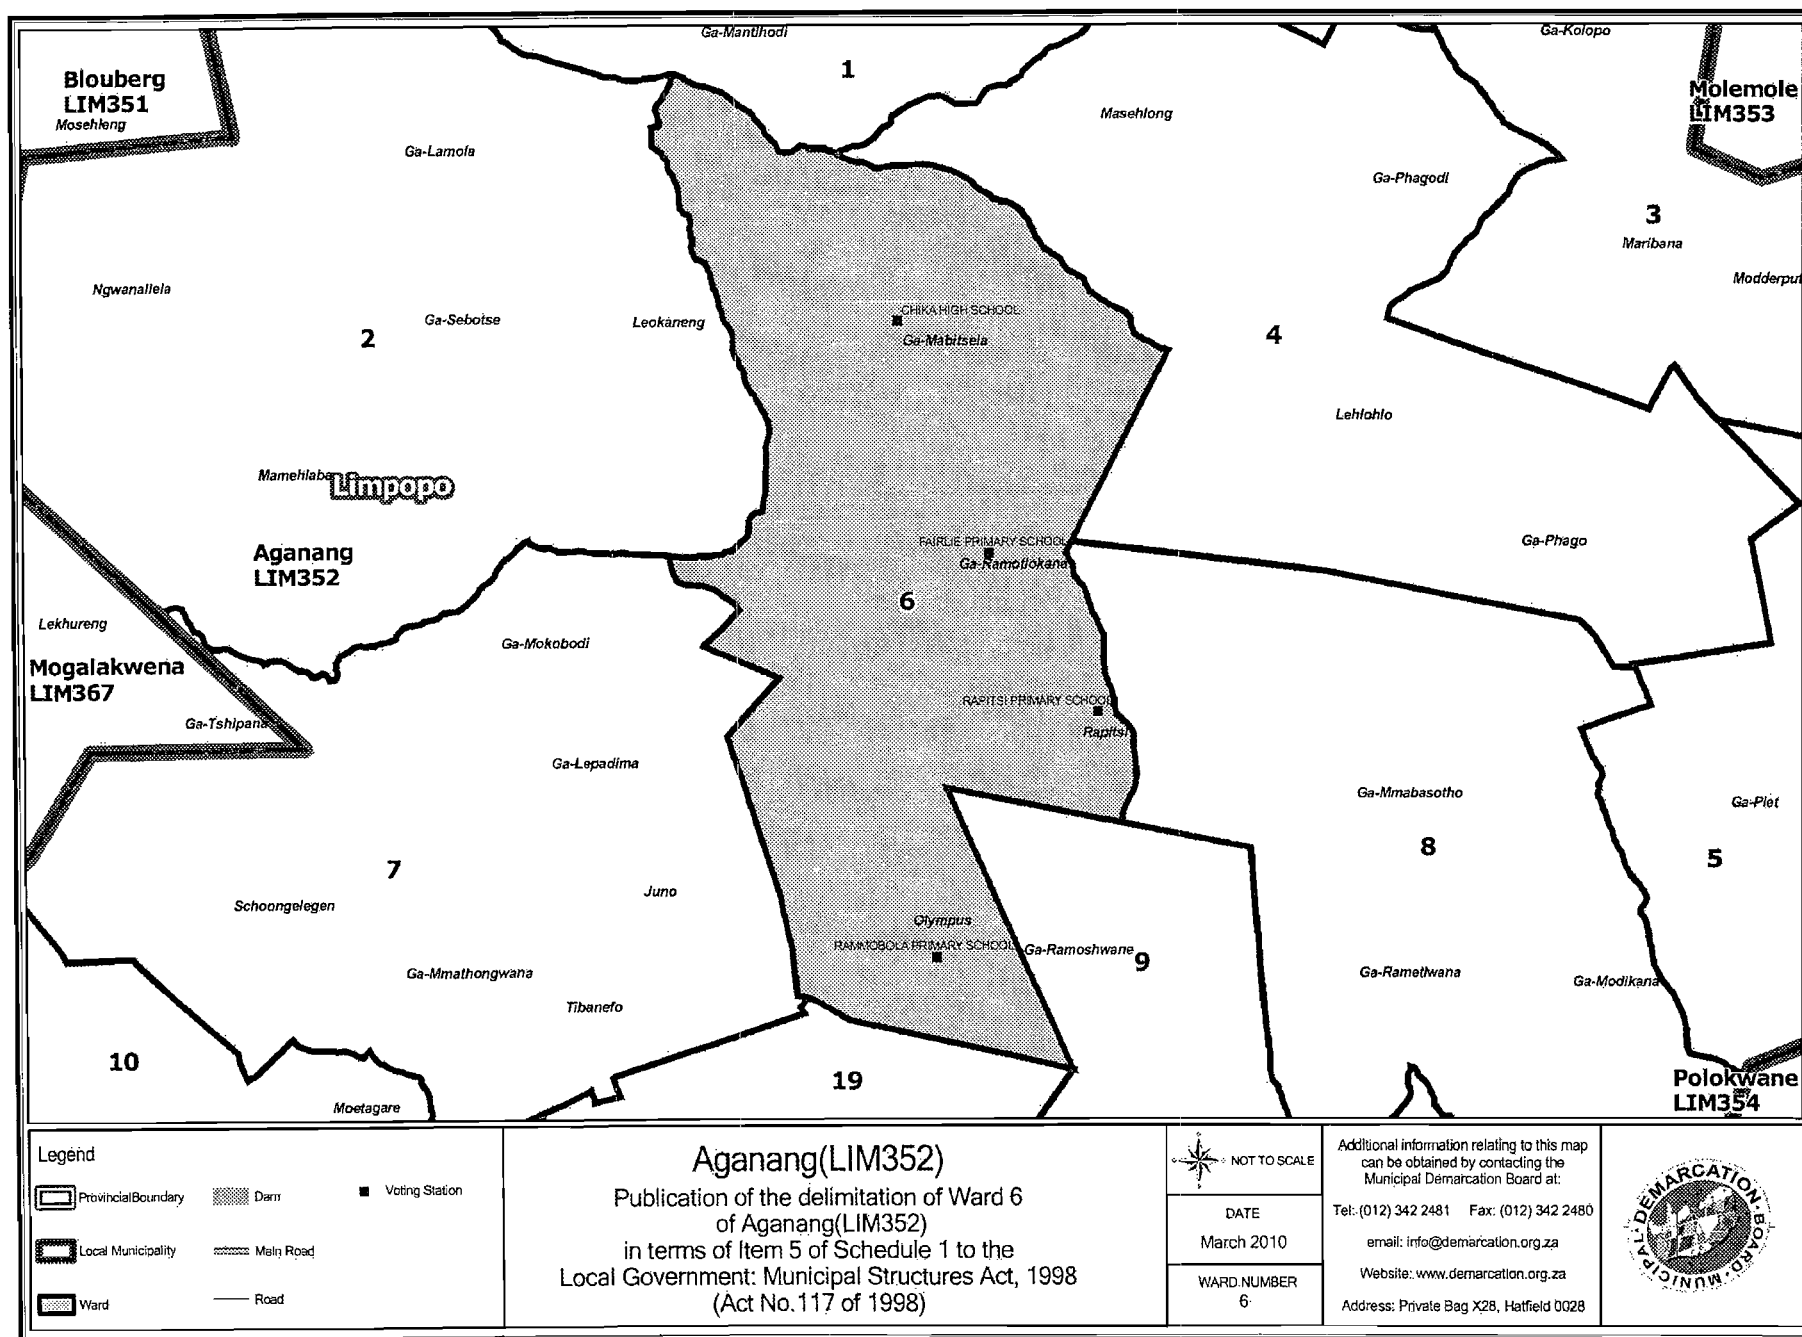 Ga-Mantlhodi
Ga-Kolopo
1
Blouberg
LIM351
Mosehleng
Molemole
LIM353
Masehlong
Ga-Lamola
Ga-Phagodi
3
Maribana
Modderput
Ngwanallela
Ga-Sebotse
Leokaneng
2
CHIKA HIGH SCHOOL
Ga-Mabitsela
4
Lehlohlo
Mamehlabe
Limpopo
Aganang
LIM352
FAIRLIE PRIMARY SCHOOL
Ga-Ramotlokana
Ga-Phago
6
Lekhureng
Ga-Mokobodi
Mogalakwena
LIM367
Ga-Tshipana
RAPITSI PRIMARY SCHOOL
Rapitsi
Ga-Lepadima
Ga-Mmabasotho
Ga-Piet
7
8
5
Juno
Schoongelegen
Olympus
RAMMOBOLA PRIMARY SCHOOL
Ga-Ramoshwane
9
Ga-Mmathongwana
Ga-Rametlwana
Ga-Modikana
Tibanefo
10
19
Moetagare
Polokwane
LIM354
Legend
Provincial Boundary
Dam
Voting Station
Local Municipality
Main Road
Ward
Road
Aganang(LIM352)
Publication of the delimitation of Ward 6
of Aganang(LIM352)
in terms of Item 5 of Schedule 1 to the
Local Government: Municipal Structures Act, 1998
(Act No.117 of 1998)
NOT TO SCALE
DATE
March 2010
WARD NUMBER
6
Additional information relating to this map
can be obtained by contacting the
Municipal Demarcation Board at:
Tel: (012) 342 2481 Fax: (012) 342 2480
email: info@demarcation.org.za
Website: www.demarcation.org.za
Address: Private Bag X28, Hatfield 0028
MUNICIPAL DEMARCATION BOARD